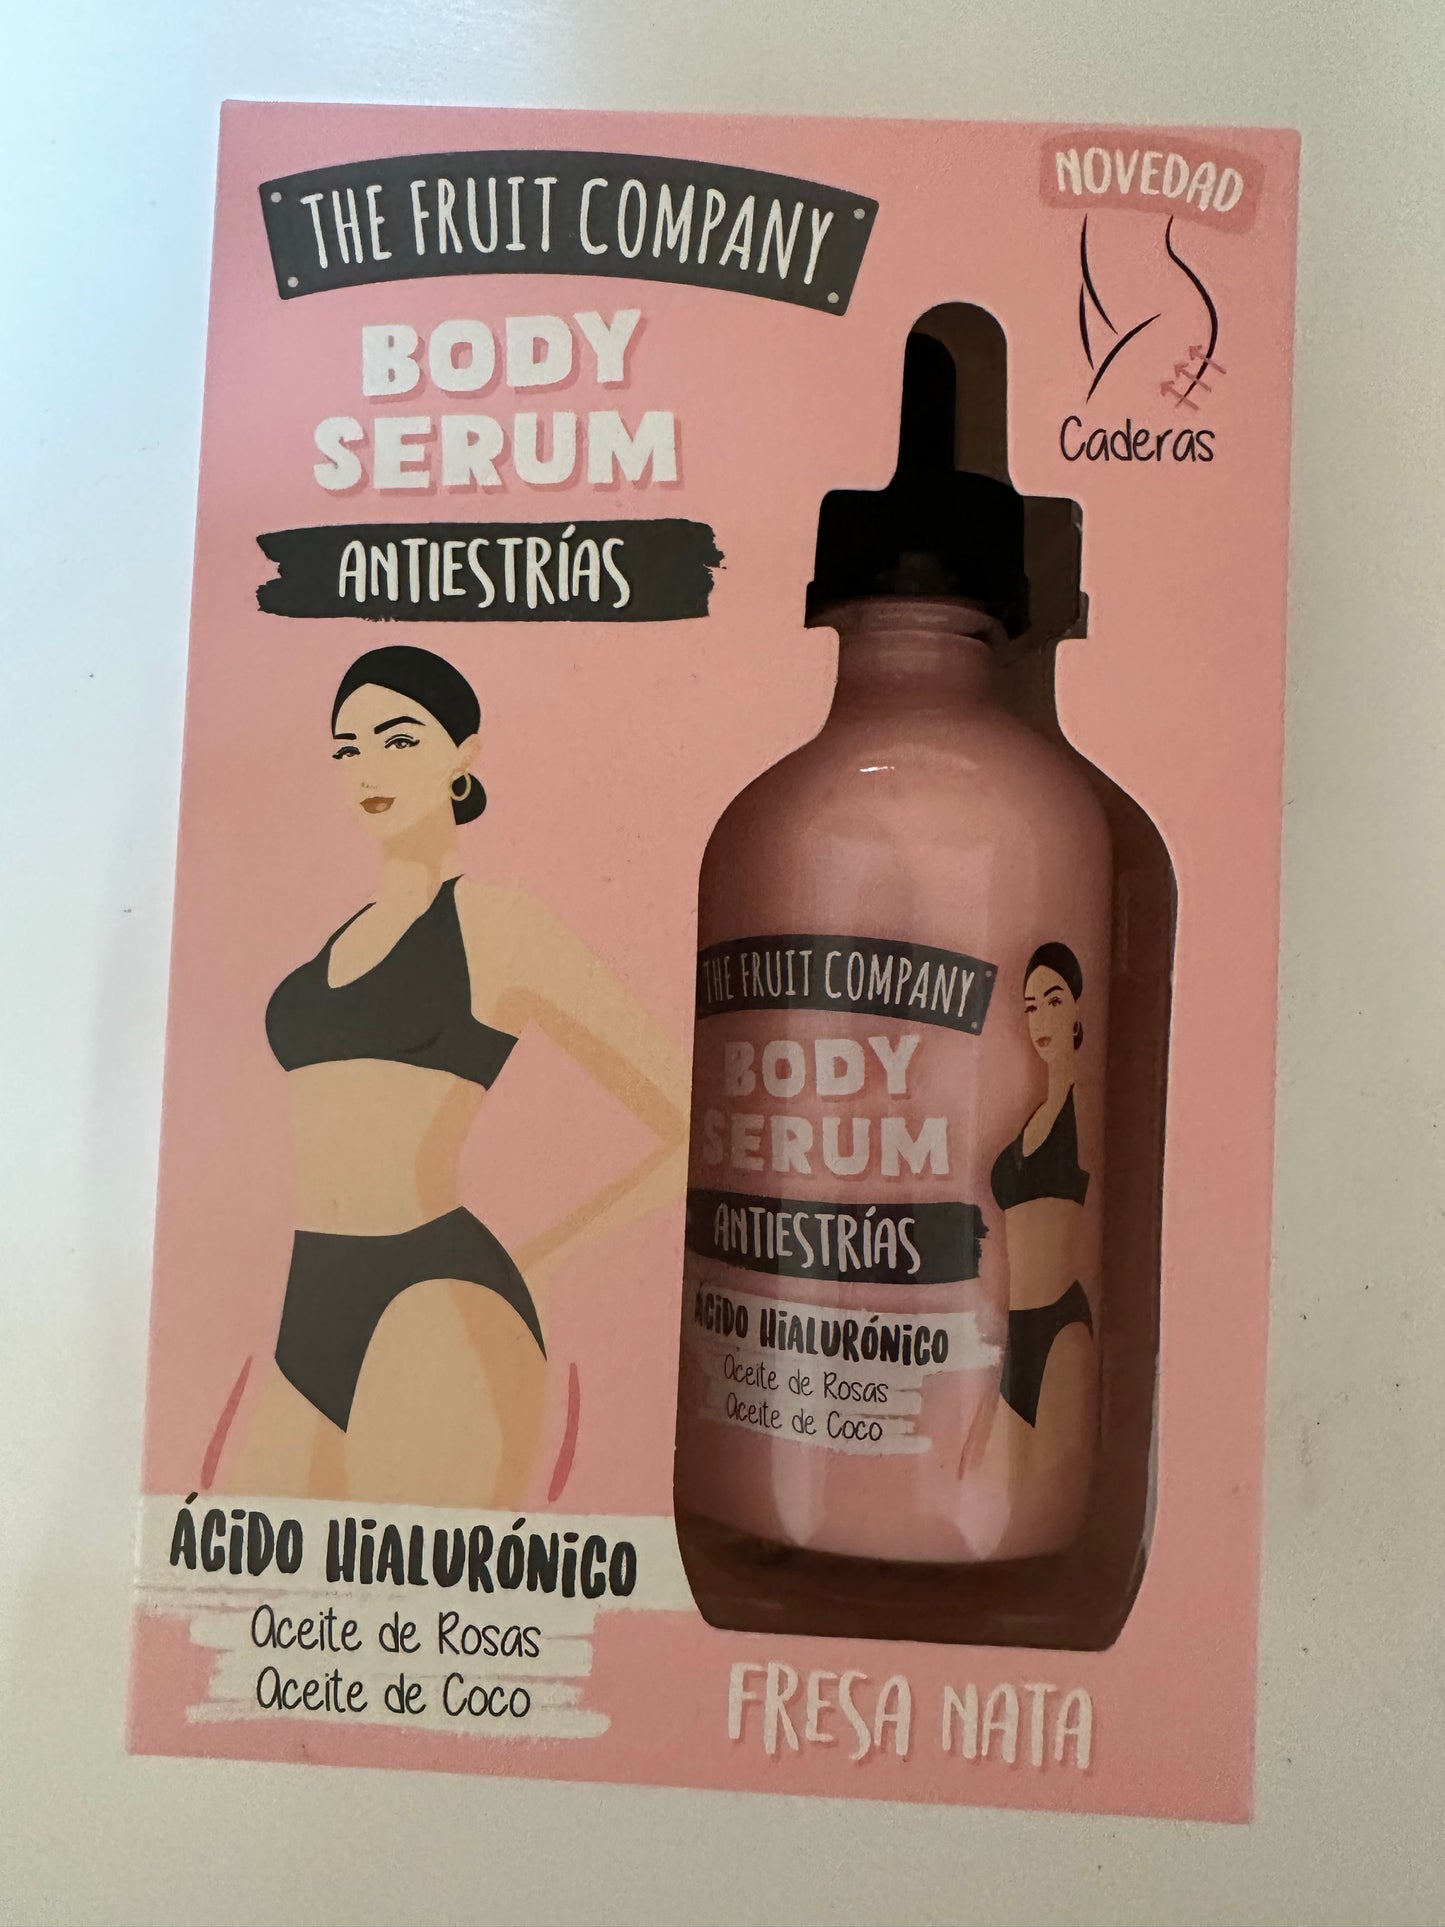 THE FRUIT COMPANY
NOVEDAD
BODY
SERUM
ANTIESTRÍAS
Caderas
THE FRUIT COMPANY
BODY
SERUM
ANTIESTRÍAS
ÁCIDO HIALURÓNICO
Aceite de Rosas
Aceite de Coco
ÁCIDO HIALURÓNICO
Aceite de Rosas
Aceite de Coco
FRESA NATA